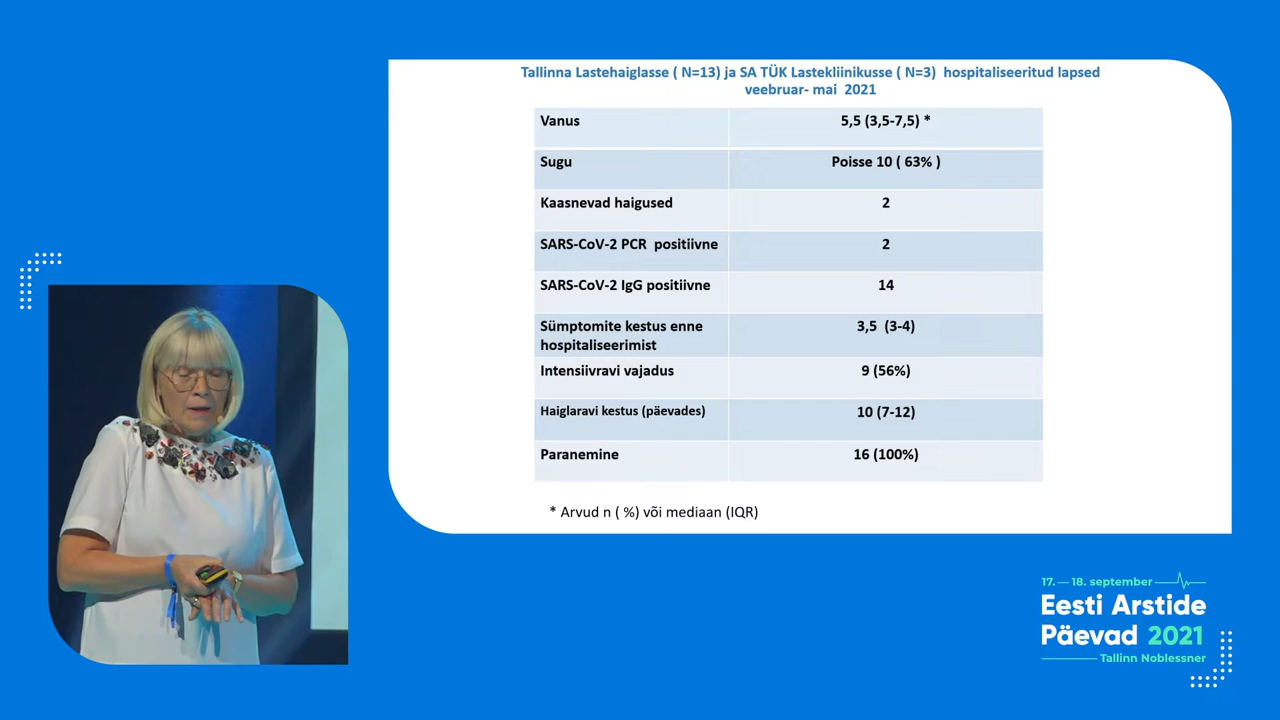 Tallinna Lastehaiglasse ( N=13) ja SA TÜK Lastekliinikusse ( N=3) hospitaliseeritud lapsed
veebruar- mai 2021
Vanus 5,5 (3,5-7,5) *
Sugu Poisse 10 ( 63% )
Kaasnevad haigused 2
SARS-CoV-2 PCR positiivne 2
SARS-CoV-2 IgG positiivne 14
Sümptomite kestus enne 3,5 (3-4)
hospitaliseerimist
Intensiivravi vajadus 9 (56%)
Haiglaravi kestus (päevades) 10 (7-12)
Paranemine 16 (100%)
* Arvud n ( %) või mediaan (IQR)
17. — 18. september
Eesti Arstide
Päevad 2021
Tallinn Noblessner